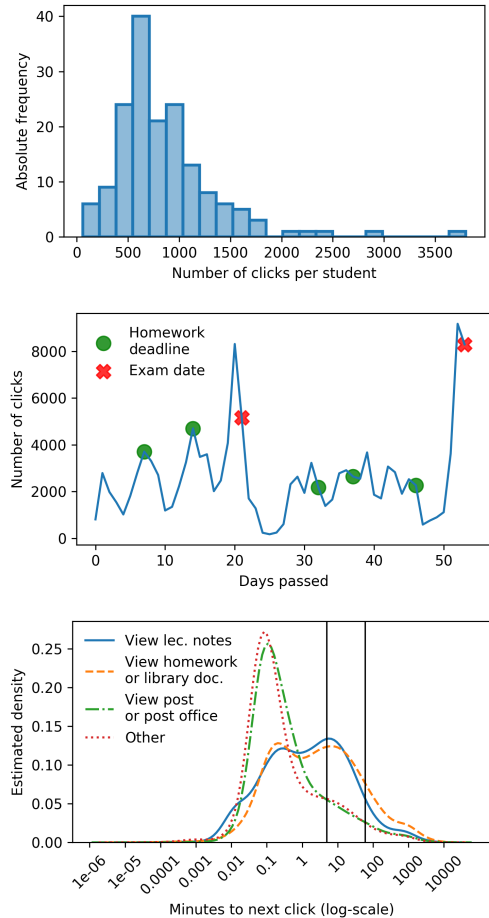 40
30
20
10
0
Absolute frequency
0 500 1000 1500 2000 2500 3000 3500
Number of clicks per student
Homework
deadline
Exam date
8000
6000
4000
2000
0
Number of clicks
0 10 20 30 40 50
Days passed
View lec. notes
View homework
or library doc.
View post
or post office
Other
0.25
0.20
0.15
0.10
0.05
0.00
Estimated density
1e-06 1e-05 0.0001 0.001 0.01 0.1 1 10 100 1000 10000
Minutes to next click (log-scale)